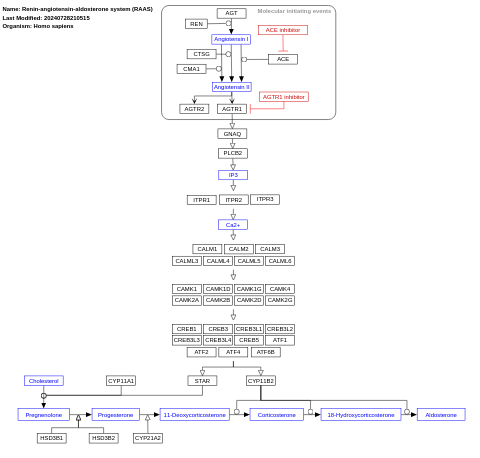 Name: Renin-angiotensin-aldosterone system (RAAS)
Last Modified: 20240728210515
Organism: Homo sapiens
Molecular initiating events
AGT
REN
ACE inhibitor
Angiotensin I
CTSG
ACE
CMA1
Angiotensin II
AGTR1 inhibitor
AGTR2 AGTR1
GNAQ
PLCB2
IP3
ITPR1 ITPR2 ITPR3
Ca2+
CALM1 CALM2 CALM3
CALML3 CALML4 CALML5 CALML6
CAMK1 CAMK1D CAMK1G CAMK4
CAMK2A CAMK2B CAMK2D CAMK2G
CREB1 CREB3 CREB3L1 CREB3L2
CREB3L3 CREB3L4 CREB5 ATF1
ATF2 ATF4 ATF6B
Cholesterol CYP11A1 STAR CYP11B2
Pregnenolone Progesterone 11-Deoxycorticosterone Corticosterone 18-Hydroxycorticosterone Aldosterone
HSD3B1 HSD3B2 CYP21A2